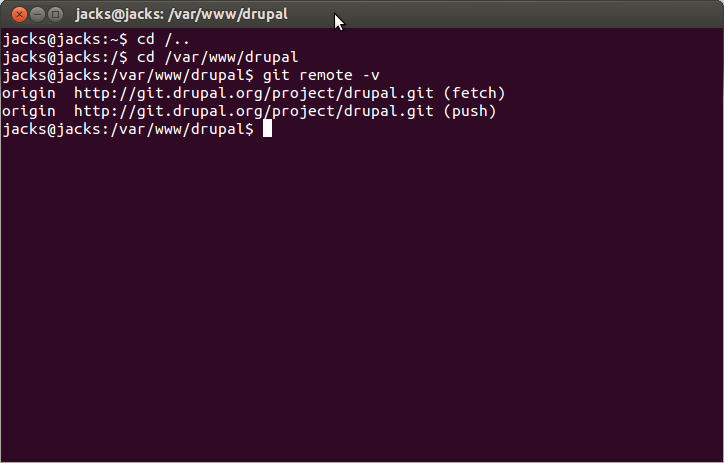 jacks@jacks: /var/www/drupal
jacks@jacks:~$ cd /..
jacks@jacks:/$ cd /var/www/drupal
jacks@jacks:/var/www/drupal$ git remote -v
origin  http://git.drupal.org/project/drupal.git (fetch)
origin  http://git.drupal.org/project/drupal.git (push)
jacks@jacks:/var/www/drupal$